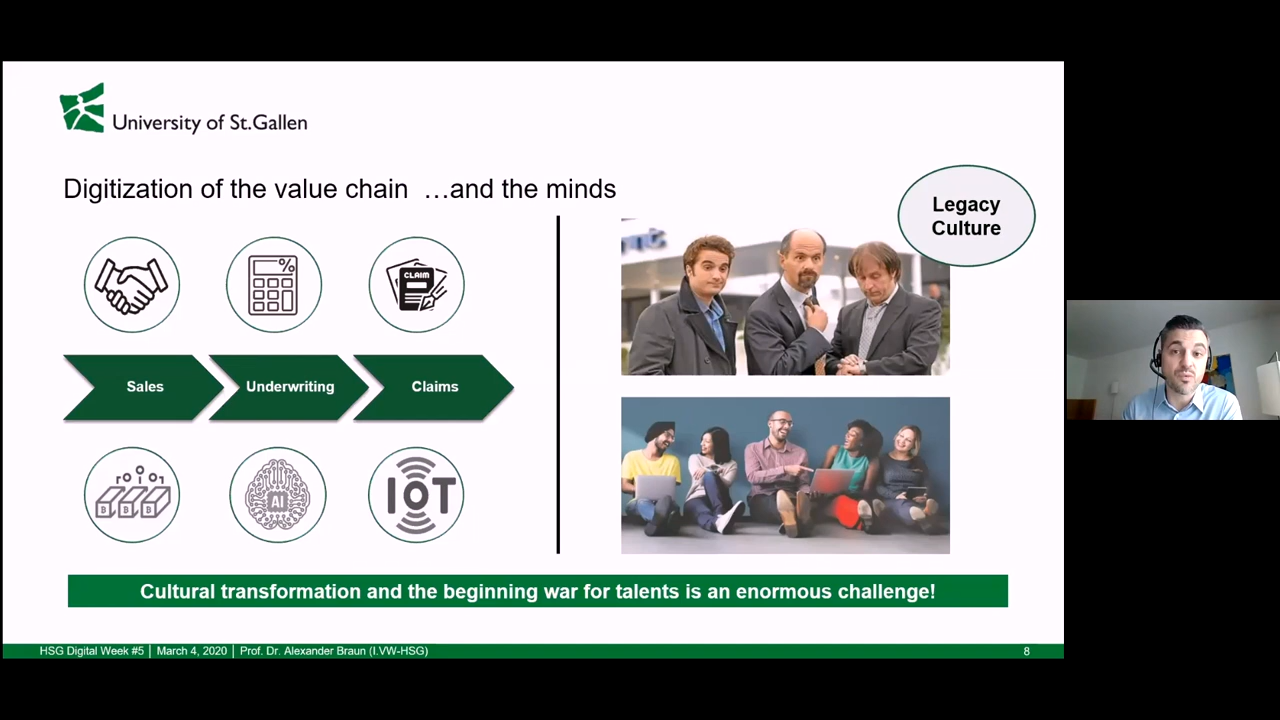 University of St.Gallen
Digitization of the value chain …and the minds
Legacy
Culture
%
CLAIM
Sales
Underwriting
Claims
B
B
B
AI
IOT
Cultural transformation and the beginning war for talents is an enormous challenge!
HSG Digital Week #5 | March 4, 2020 | Prof. Dr. Alexander Braun (I.VW-HSG)
8